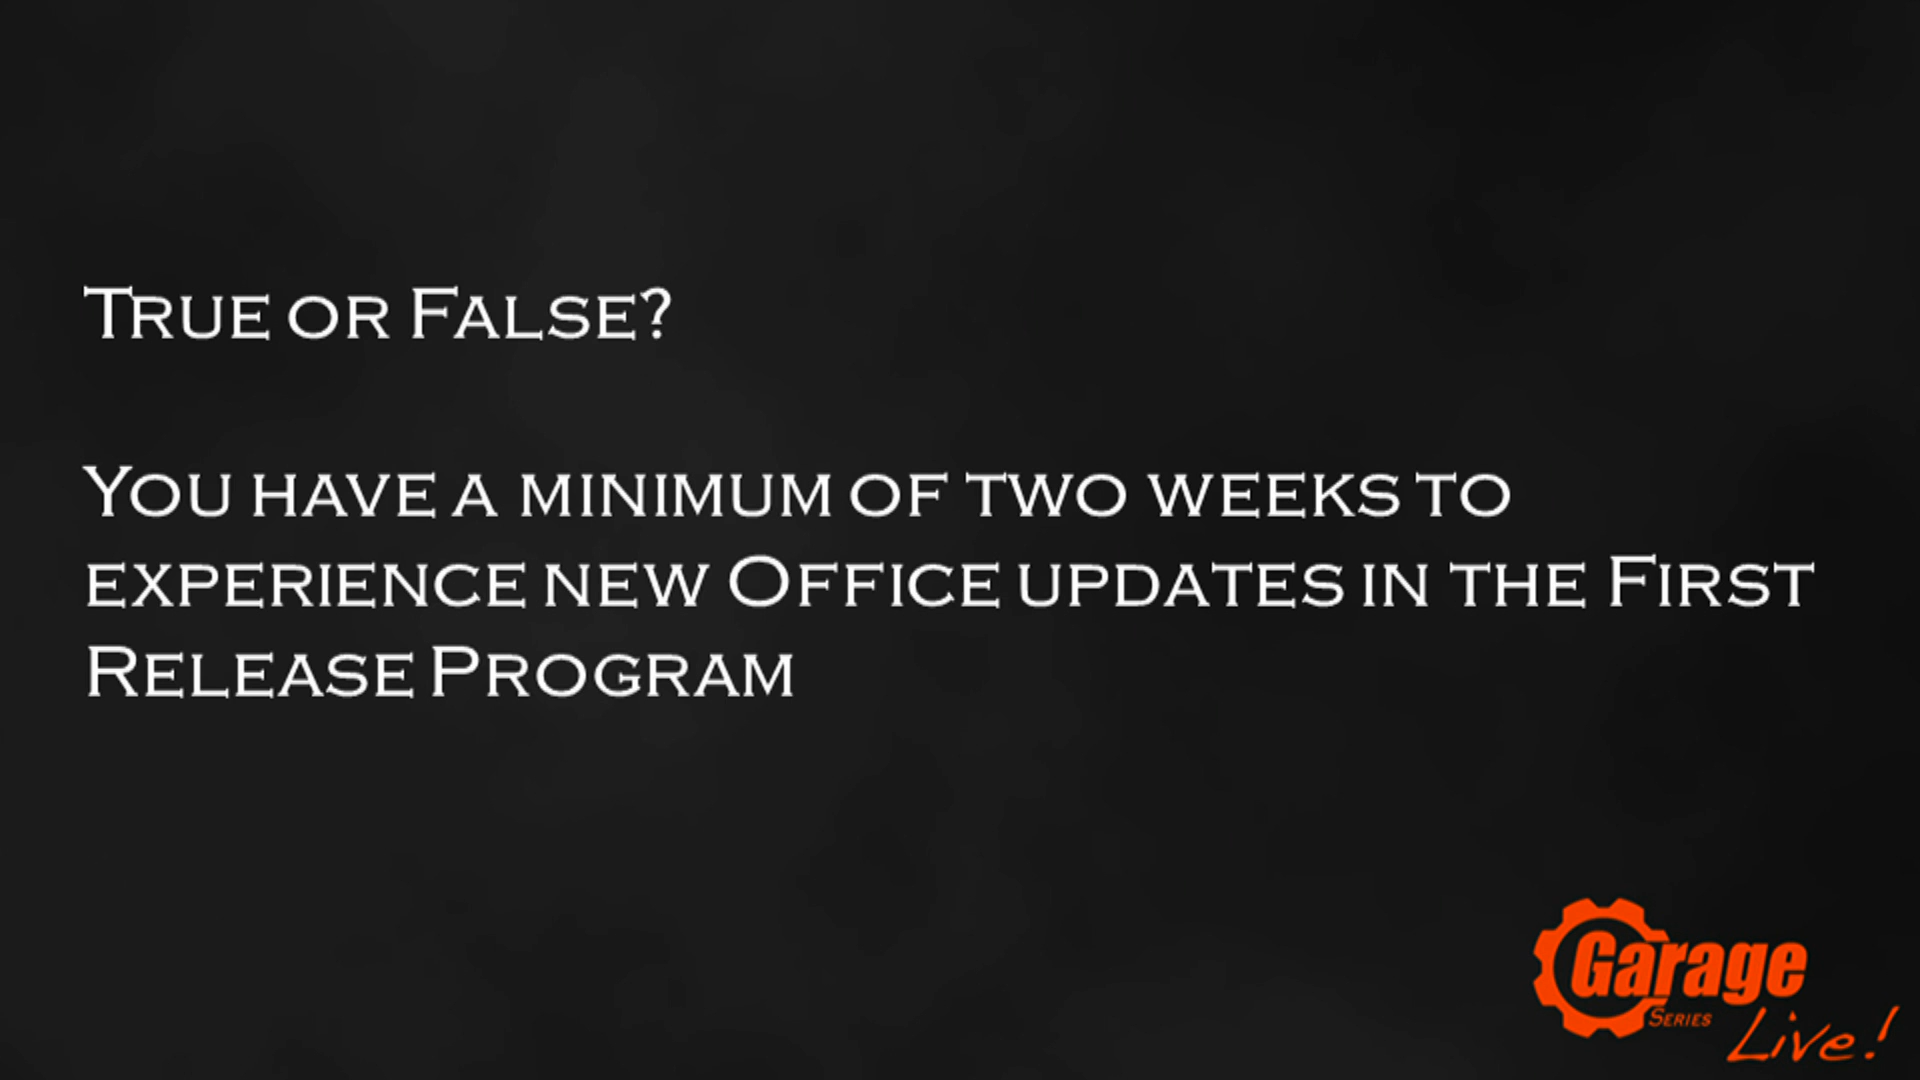 True or False?
You have a minimum of two weeks to
experience new Office updates in the First
Release Program
Garage
Series
Live!